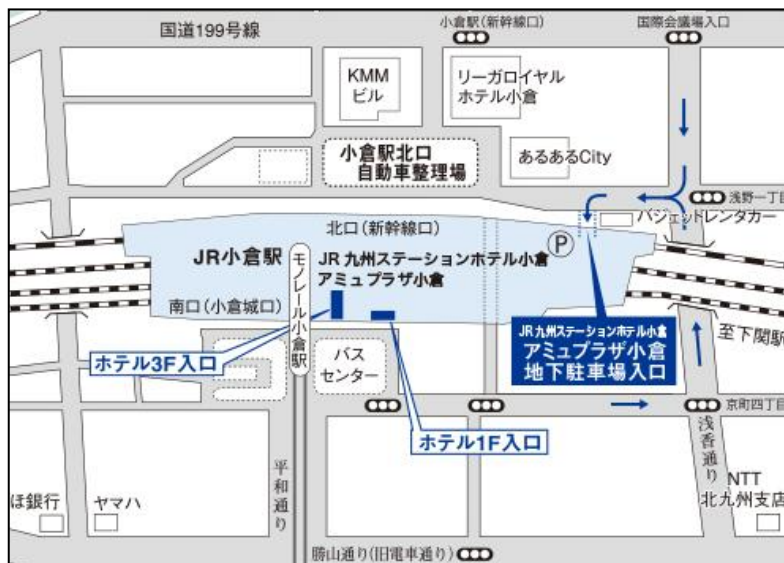 国道199号線
小倉駅(新幹線口)
国際会議場入口
KMM
ビル
リーガロイヤル
ホテル小倉
小倉駅北口
自動車整理場
あるあるCity
浅野一丁目
バジェットレンタカー
北口(新幹線口)
P
JR小倉駅
JR九州ステーションホテル小倉
アミュプラザ小倉
モノレール小倉駅
南口(小倉城口)
JR九州ステーションホテル小倉
アミュプラザ小倉
地下駐車場入口
至下関駅
ホテル3F入口
バス
センター
京町四丁目
ホテル1F入口
浅香通り
平和通り
ほ銀行
ヤマハ
NTT
北九州支店
勝山通り(旧電車通り)